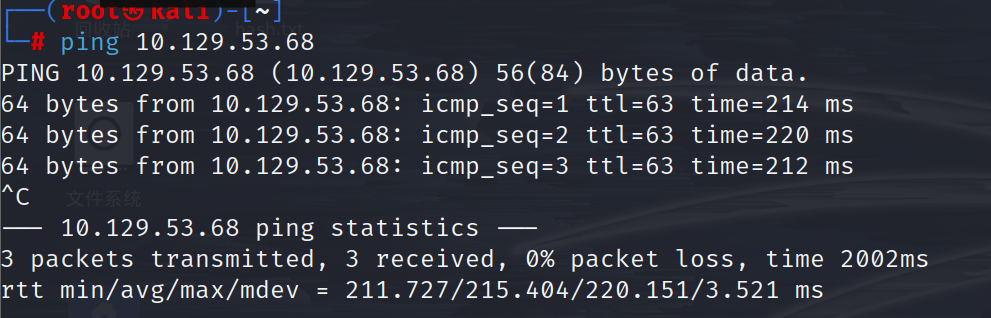 ┌──(root㉿kali)-[~]
└─# ping 10.129.53.68
PING 10.129.53.68 (10.129.53.68) 56(84) bytes of data.
64 bytes from 10.129.53.68: icmp_seq=1 ttl=63 time=214 ms
64 bytes from 10.129.53.68: icmp_seq=2 ttl=63 time=220 ms
64 bytes from 10.129.53.68: icmp_seq=3 ttl=63 time=212 ms
^C
文件系统
--- 10.129.53.68 ping statistics ---
3 packets transmitted, 3 received, 0% packet loss, time 2002ms
rtt min/avg/max/mdev = 211.727/215.404/220.151/3.521 ms